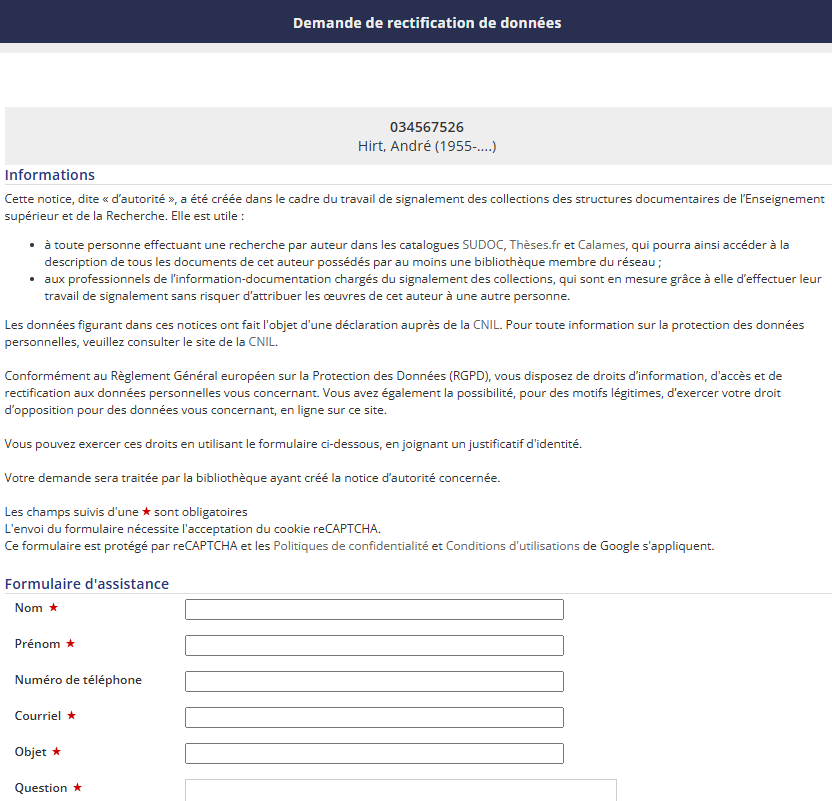 Demande de rectification de données
034567526
Hirt, André (1955-....)
Informations
Cette notice, dite « d’autorité », a été créée dans le cadre du travail de signalement des collections des structures documentaires de l’Enseignement
supérieur et de la Recherche. Elle est utile :
• à toute personne effectuant une recherche par auteur dans les catalogues SUDOC, Thèses.fr et Calames, qui pourra ainsi accéder à la
description de tous les documents de cet auteur possédés par au moins une bibliothèque membre du réseau ;
• aux professionnels de l’information-documentation chargés du signalement des collections, qui sont en mesure grâce à elle d’effectuer leur
travail de signalement sans risquer d’attribuer les œuvres de cet auteur à une autre personne.
Les données figurant dans ces notices ont fait l'objet d'une déclaration auprès de la CNIL. Pour toute information sur la protection des données
personnelles, veuillez consulter le site de la CNIL.
Conformément au Règlement Général européen sur la Protection des Données (RGPD), vous disposez de droits d’information, d'accès et de
rectification aux données personnelles vous concernant. Vous avez également la possibilité, pour des motifs légitimes, d’exercer votre droit
d’opposition pour des données vous concernant, en ligne sur ce site.
Vous pouvez exercer ces droits en utilisant le formulaire ci-dessous, en joignant un justificatif d'identité.
Votre demande sera traitée par la bibliothèque ayant créé la notice d’autorité concernée.
Les champs suivis d'une ★ sont obligatoires
L'envoi du formulaire nécessite l'acceptation du cookie reCAPTCHA.
Ce formulaire est protégé par reCAPTCHA et les Politiques de confidentialité et Conditions d'utilisations de Google s'appliquent.
Formulaire d'assistance
Nom ★
Prénom ★
Numéro de téléphone
Courriel ★
Objet ★
Question ★